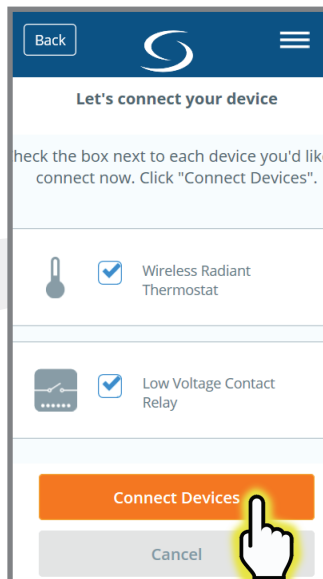 Back
Let's connect your device
heck the box next to each device you'd lik
connect now. Click "Connect Devices".
Wireless Radiant
Thermostat
Low Voltage Contact
Relay
Connect Devices
Cancel